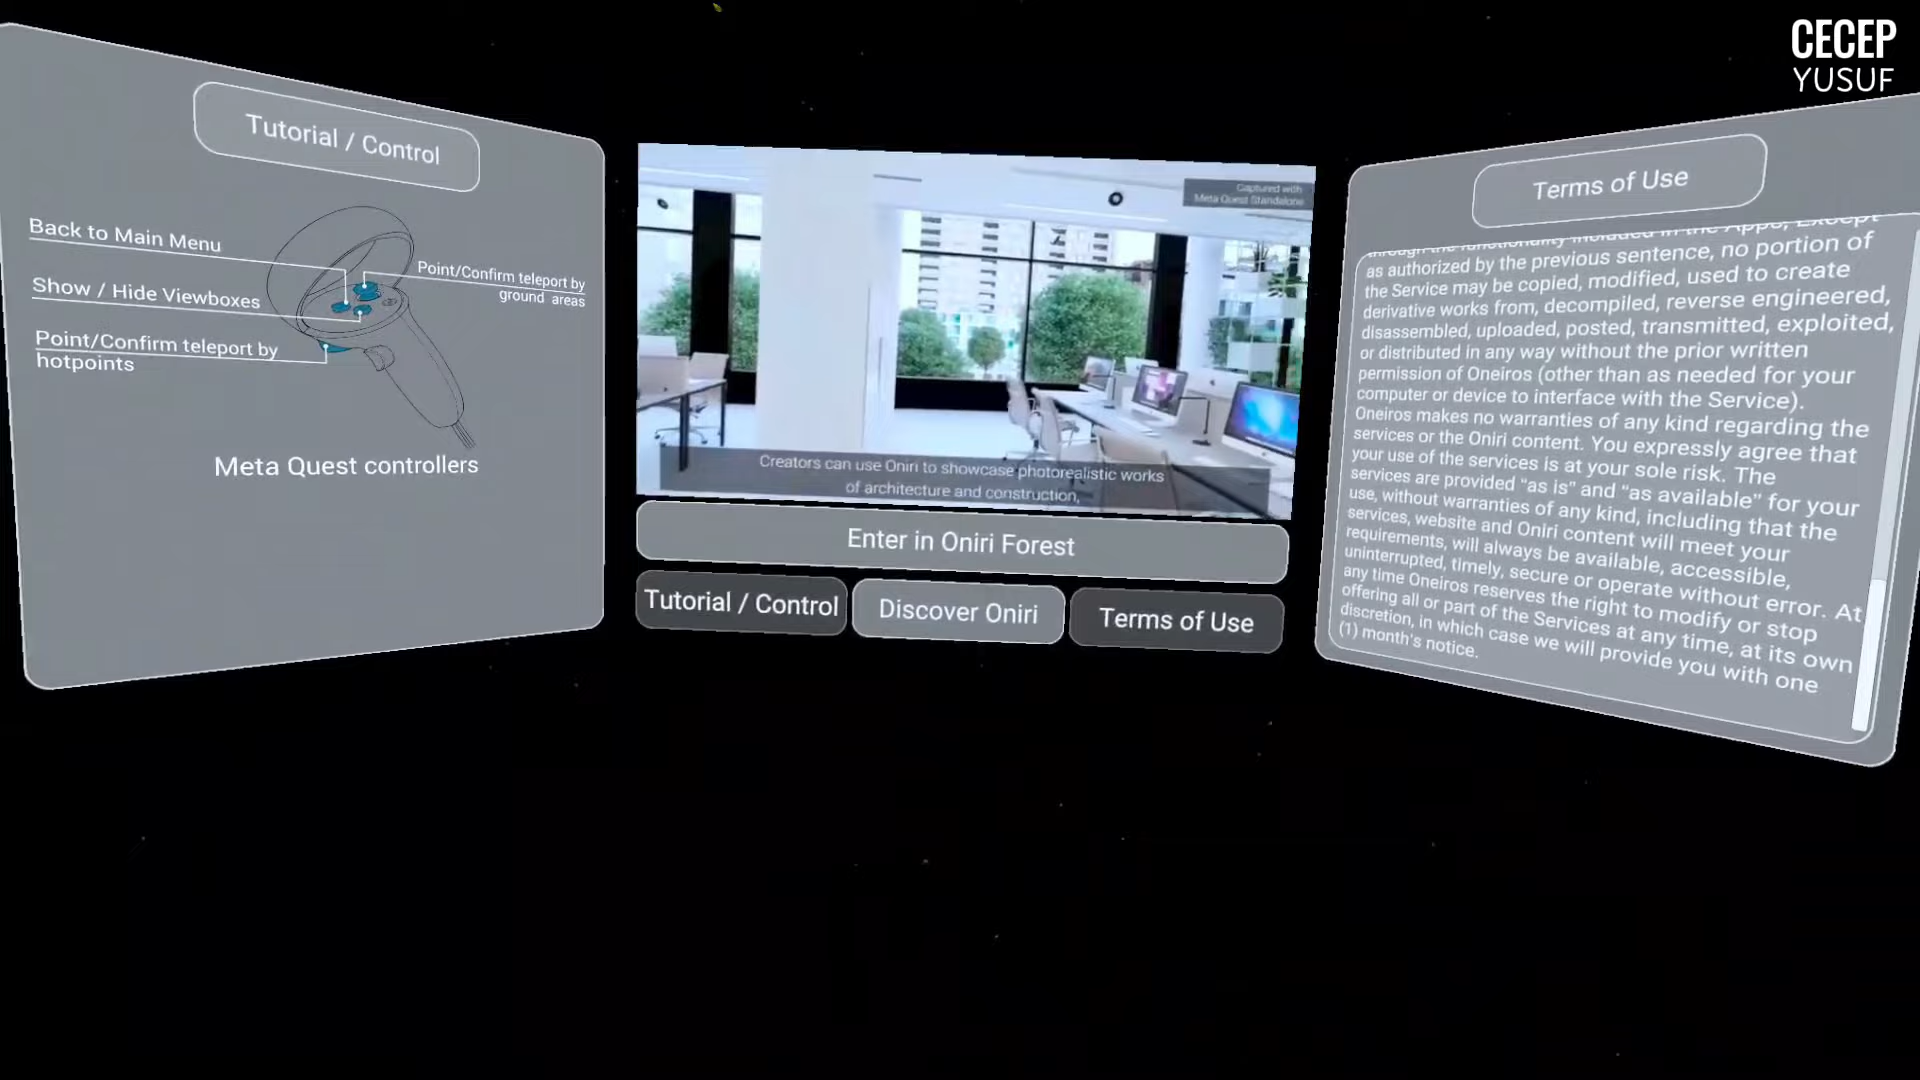 CECEP
YUSUF
Tutorial / Control
Back to Main Menu
Show / Hide Viewboxes
Point/Confirm teleport by
hotpoints
Point/Confirm teleport by
ground areas
Meta Quest controllers
Captured with
Meta Quest Standalone
Creators can use Oniri to showcase photorealistic works
of architecture and construction,
Enter in Oniri Forest
Tutorial / Control
Discover Oniri
Terms of Use
Terms of Use
through the functionality included in the Apps, Except
as authorized by the previous sentence, no portion of
the Service may be copied, modified, used to create
derivative works from, decompiled, reverse engineered,
disassembled, uploaded, posted, transmitted, exploited,
or distributed in any way without the prior written
permission of Oneiros (other than as needed for your
computer or device to interface with the Service).
Oneiros makes no warranties of any kind regarding the
services or the Oniri content. You expressly agree that
your use of the services is at your sole risk. The
services are provided “as is” and “as available” for your
use, without warranties of any kind, including that the
services, website and Oniri content will meet your
requirements, will always be available, accessible,
uninterrupted, timely, secure or operate without error. At
any time Oneiros reserves the right to modify or stop
offering all or part of the Services at any time, at its own
discretion, in which case we will provide you with one
(1) month's notice.